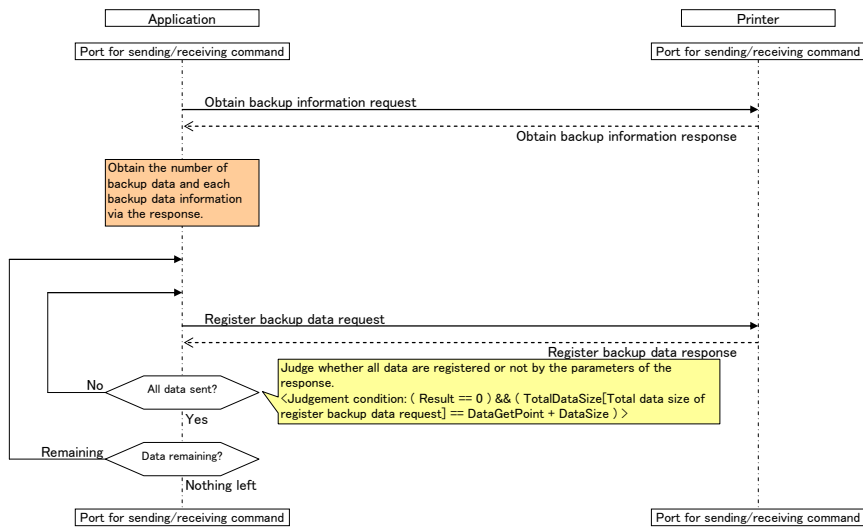 Application
Printer
Port for sending/receiving command
Port for sending/receiving command
Obtain backup information request
Obtain backup information response
Obtain the number of
backup data and each
backup data information
via the response.
Register backup data request
Register backup data response
Judge whether all data are registered or not by the parameters of the
response.
<Judgement condition: ( Result == 0 ) && ( TotalDataSize[Total data size of
register backup data request] == DataGetPoint + DataSize ) >
No
All data sent?
Yes
Remaining
Data remaining?
Nothing left
Port for sending/receiving command
Port for sending/receiving command